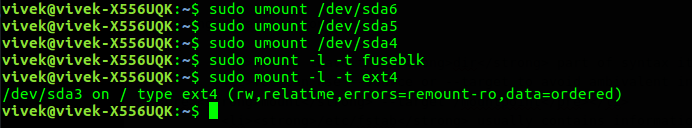 vivek@vivek-X556UQK:~$ sudo umount /dev/sda6
vivek@vivek-X556UQK:~$ sudo umount /dev/sda5
vivek@vivek-X556UQK:~$ sudo umount /dev/sda4
vivek@vivek-X556UQK:~$ sudo mount -l -t fuseblk
vivek@vivek-X556UQK:~$ sudo mount -l -t ext4
/dev/sda3 on / type ext4 (rw,relatime,errors=remount-ro,data=ordered)
vivek@vivek-X556UQK:~$